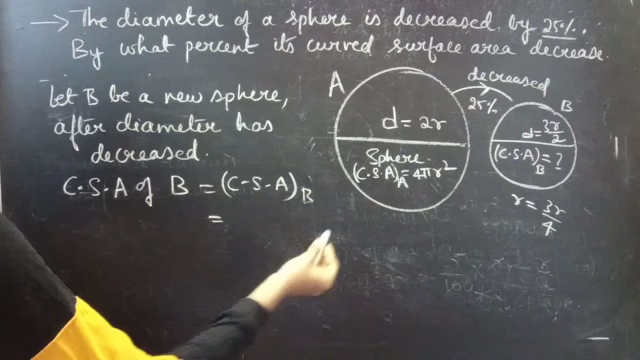 → The diameter of a sphere is decreased by 25%.
By what percent its curved surface area decrease.
Let B be a new sphere,
after diameter has
decreased.
C.S.A of B = (C-S-A)B
=
A
d = 2r
Sphere
(C.S.A)A = 4πr²
decreased
25%
B
d = 3r/2
(C.S.A)B = ?
r = 3r/4